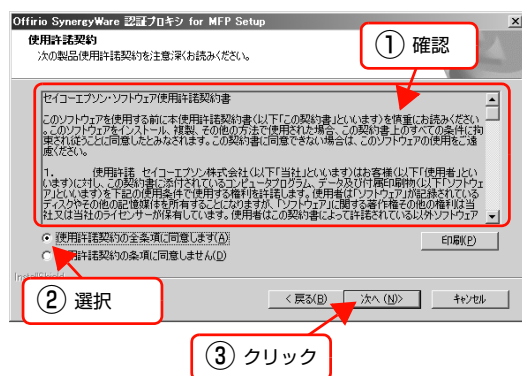 Offirio SynergyWare 認証プロキシ for MFP Setup
使用許諾契約
次の製品使用許諾契約を注意深くお読みください。
① 確認
セイコーエプソン・ソフトウェア使用許諾契約書
このソフトウェアを使用する前に本使用許諾契約書(以下「この契約書」といいます)を慎重にお読みください
。このソフトウェアをインストール、複製、その他の方法で使用された場合、この契約書上のすべての条件に拘
束されることに同意したとみなされます。この契約書に同意できない場合は、このソフトウェアの使用をご遠
慮ください。
1. 使用許諾 セイコーエプソン株式会社(以下「当社」といいます)はお客様(以下「使用者」とい
います)に対し、この契約書に添付されているコンピュータプログラム、データ及び付属印刷物(以下「ソフトウェ
ア」といいます)を下記の使用条件で使用する権利を許諾します。使用者は「ソフトウェア」が記録されている
ディスクやその他の記憶媒体を所有することになりますが、「ソフトウェア」に関する著作権その他の権利は当
社又は当社のライセンサーが保有しています。使用者はこの契約書によって許諾されている以外ソフトウェア
使用許諾契約の全条項に同意します(A)
印刷(P)
用許諾契約の条項に同意しません(D)
InstallShield
② 選択
< 戻る(B)
次へ (N)>
キャンセル
③ クリック